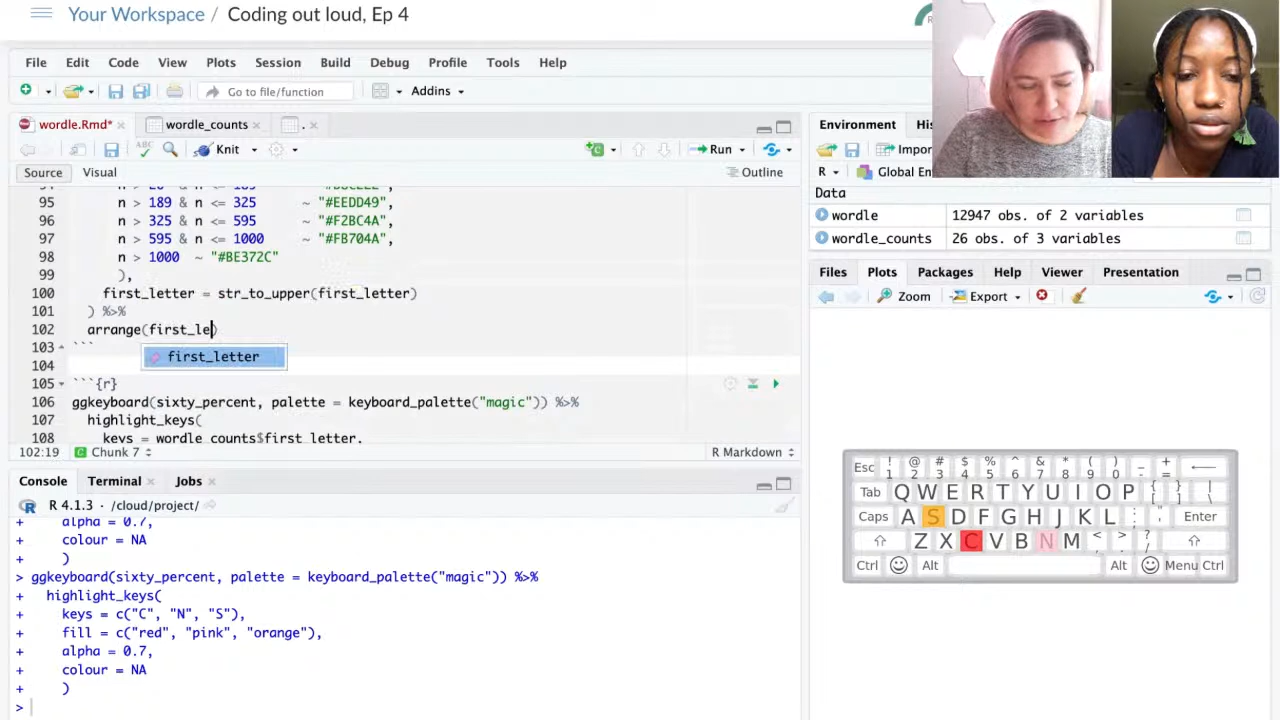 Your Workspace / Coding out loud, Ep 4
File Edit Code View Plots Session Build Debug Profile Tools Help
Go to file/function Addins
wordle.Rmd* wordle_counts .
Knit Run
Source Visual Outline
95 n > 189 & n <= 325 ~ "#EEDD49",
96 n > 325 & n <= 595 ~ "#F2BC4A",
97 n > 595 & n <= 1000 ~ "#FB704A",
98 n > 1000 ~ "#BE372C"
99 ),
100 first_letter = str_to_upper(first_letter)
101 ) %>%
102 arrange(first_le)
first_letter
103 ```
104
105 ```{r}
106 ggkeyboard(sixty_percent, palette = keyboard_palette("magic")) %>%
107 highlight_keys(
108 keys = wordle_counts$first_letter,
102:19 Chunk 7 R Markdown
Console Terminal Jobs
R 4.1.3 · /cloud/project/
+ alpha = 0.7,
+ colour = NA
+ )
> ggkeyboard(sixty_percent, palette = keyboard_palette("magic")) %>%
+ highlight_keys(
+ keys = c("C", "N", "S"),
+ fill = c("red", "pink", "orange"),
+ alpha = 0.7,
+ colour = NA
+ )
>
Environment
R
Data
wordle 12947 obs. of 2 variables
wordle_counts 26 obs. of 3 variables
Files Plots Packages Help Viewer Presentation
Zoom Export
Esc ! 1 @ 2 # 3 $ 4 % 5 ^ 6 & 7 * 8 ( 9 ) 0 _ - + =
Tab Q W E R T Y U I O P { [ } ] | \
Caps A S D F G H J K L : ; " ' Enter
Z X C V B N M < , > . ? /
Ctrl Alt Alt Menu Ctrl